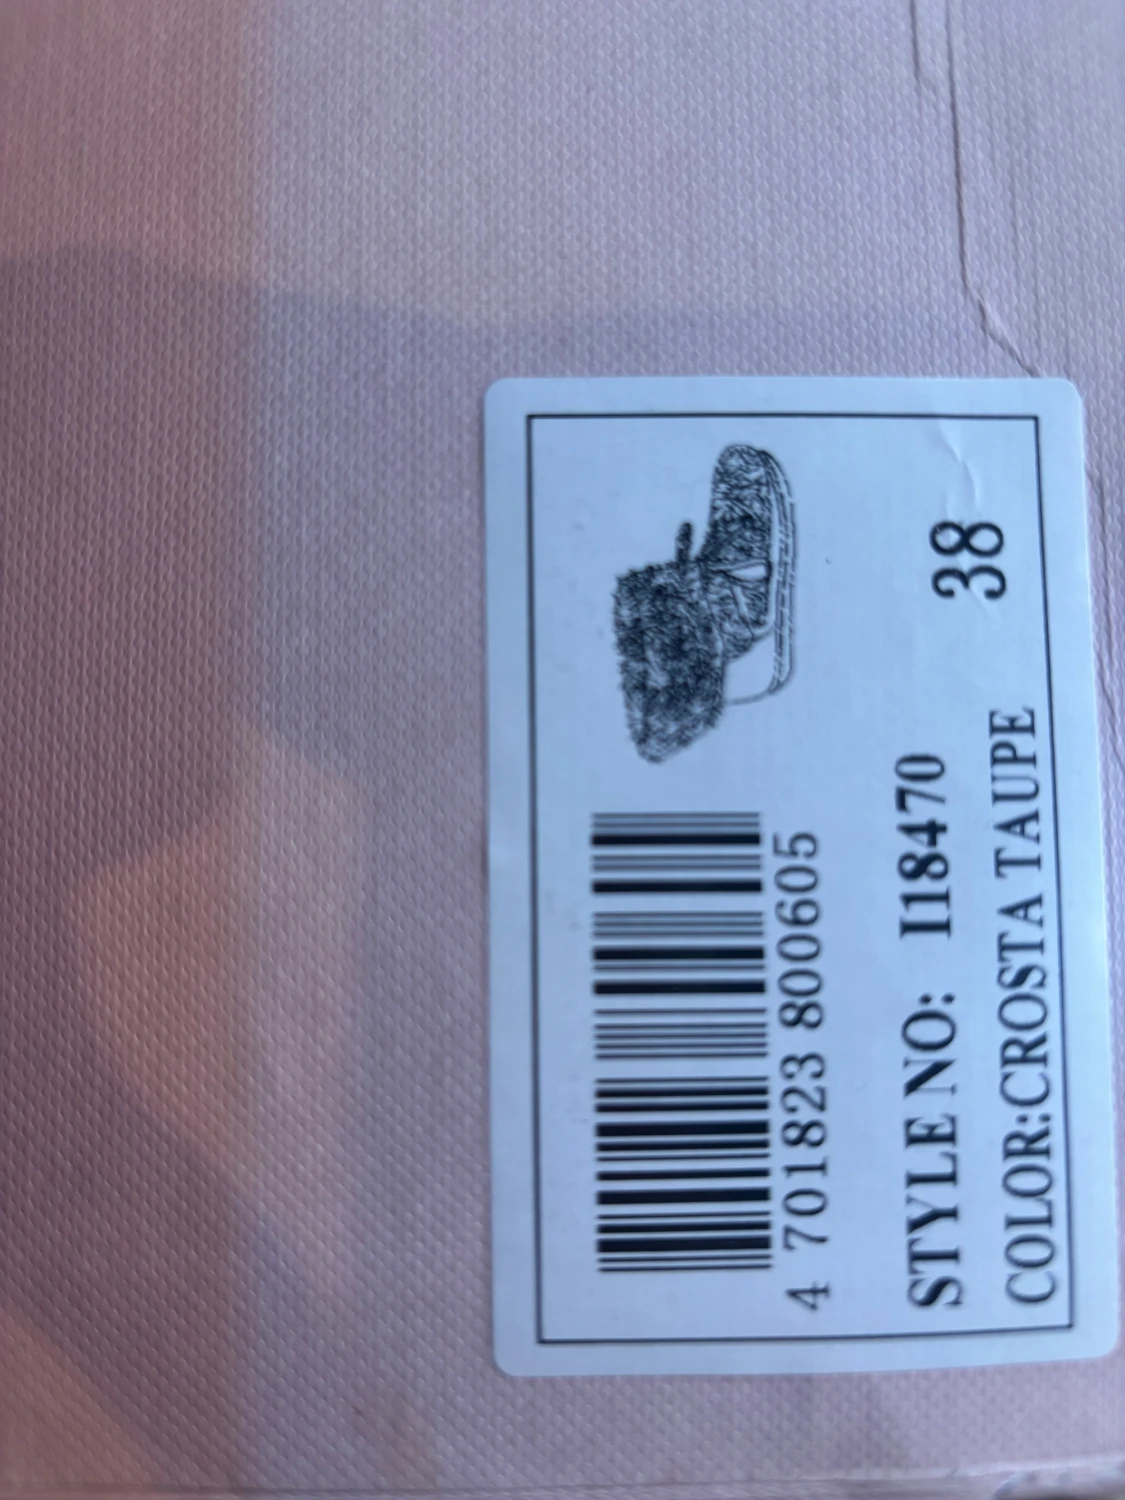 38
4 701823 800605
STYLE NO: I18470
COLOR:CROSTA TAUPE